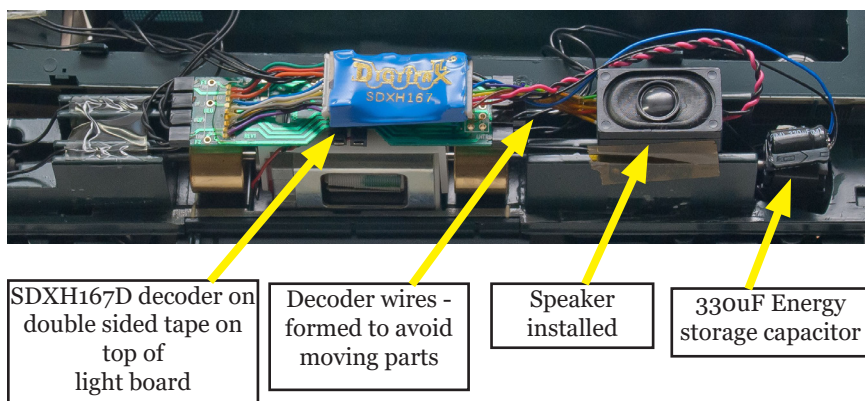 Digitrax
SDXH167
SDXH167D decoder on
double sided tape on
top of
light board
Decoder wires -
formed to avoid
moving parts
Speaker
installed
330uF Energy
storage capacitor